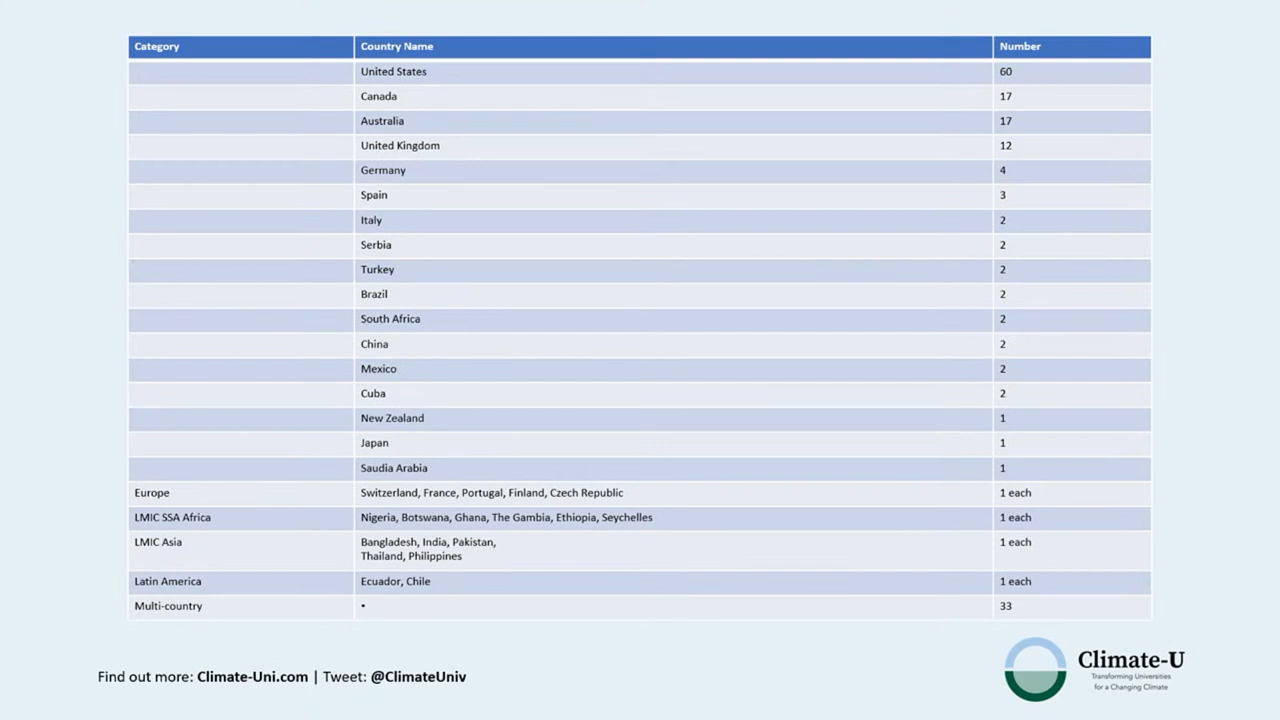 Category Country Name Number
United States 60
Canada 17
Australia 17
United Kingdom 12
Germany 4
Spain 3
Italy 2
Serbia 2
Turkey 2
Brazil 2
South Africa 2
China 2
Mexico 2
Cuba 2
New Zealand 1
Japan 1
Saudia Arabia 1
Europe Switzerland, France, Portugal, Finland, Czech Republic 1 each
LMIC SSA Africa Nigeria, Botswana, Ghana, The Gambia, Ethiopia, Seychelles 1 each
LMIC Asia Bangladesh, India, Pakistan, 1 each
Thailand, Philippines
Latin America Ecuador, Chile 1 each
Multi-country • 33
Find out more: Climate-Uni.com | Tweet: @ClimateUniv
Climate-U
Transforming Universities
for a Changing Climate